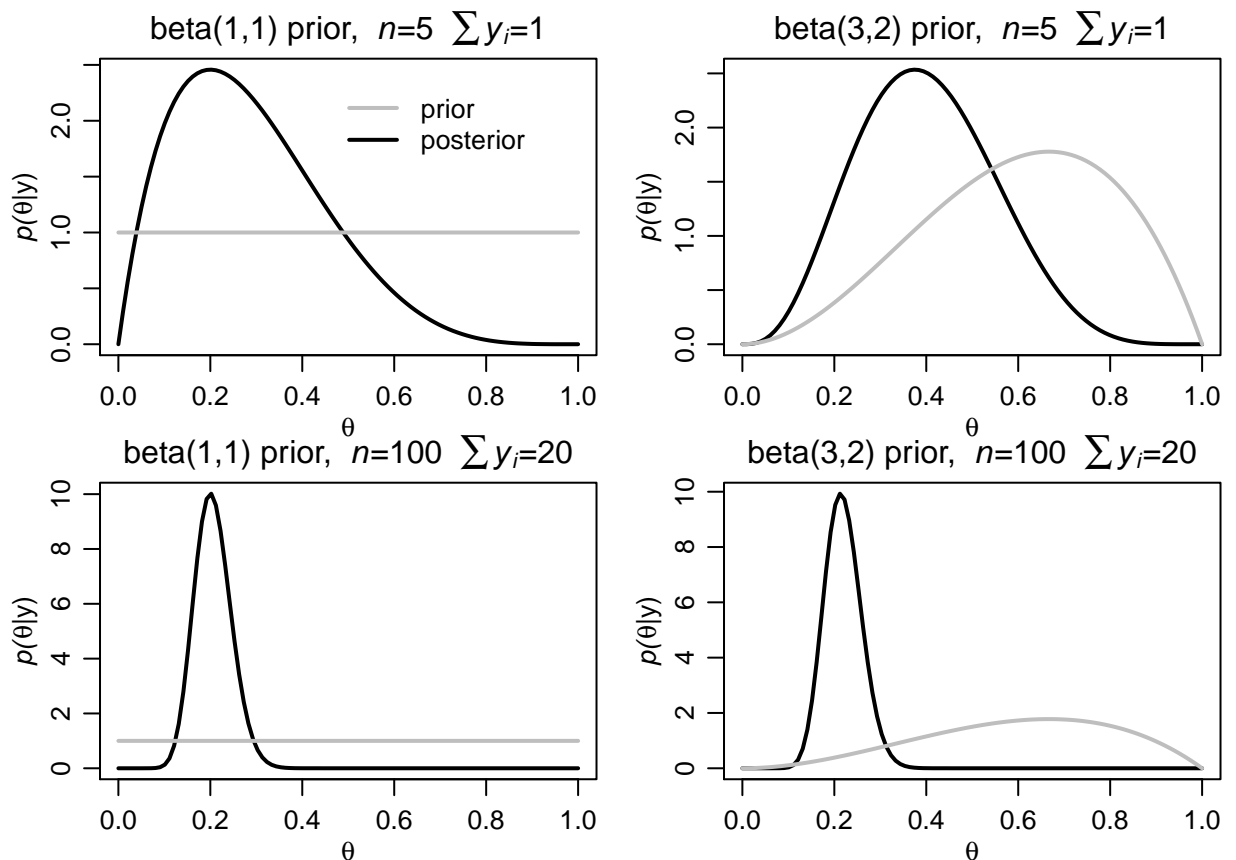 beta(1,1) prior, n=5 ∑yᵢ=1
2.0
1.0
0.0
p(θ|y)
prior
posterior
0.0 0.2 0.4 0.6 0.8 1.0
θ
beta(3,2) prior, n=5 ∑yᵢ=1
2.0
1.0
0.0
p(θ|y)
0.0 0.2 0.4 0.6 0.8 1.0
θ
beta(1,1) prior, n=100 ∑yᵢ=20
10
8
6
4
2
0
p(θ|y)
0.0 0.2 0.4 0.6 0.8 1.0
θ
beta(3,2) prior, n=100 ∑yᵢ=20
10
8
6
4
2
0
p(θ|y)
0.0 0.2 0.4 0.6 0.8 1.0
θ